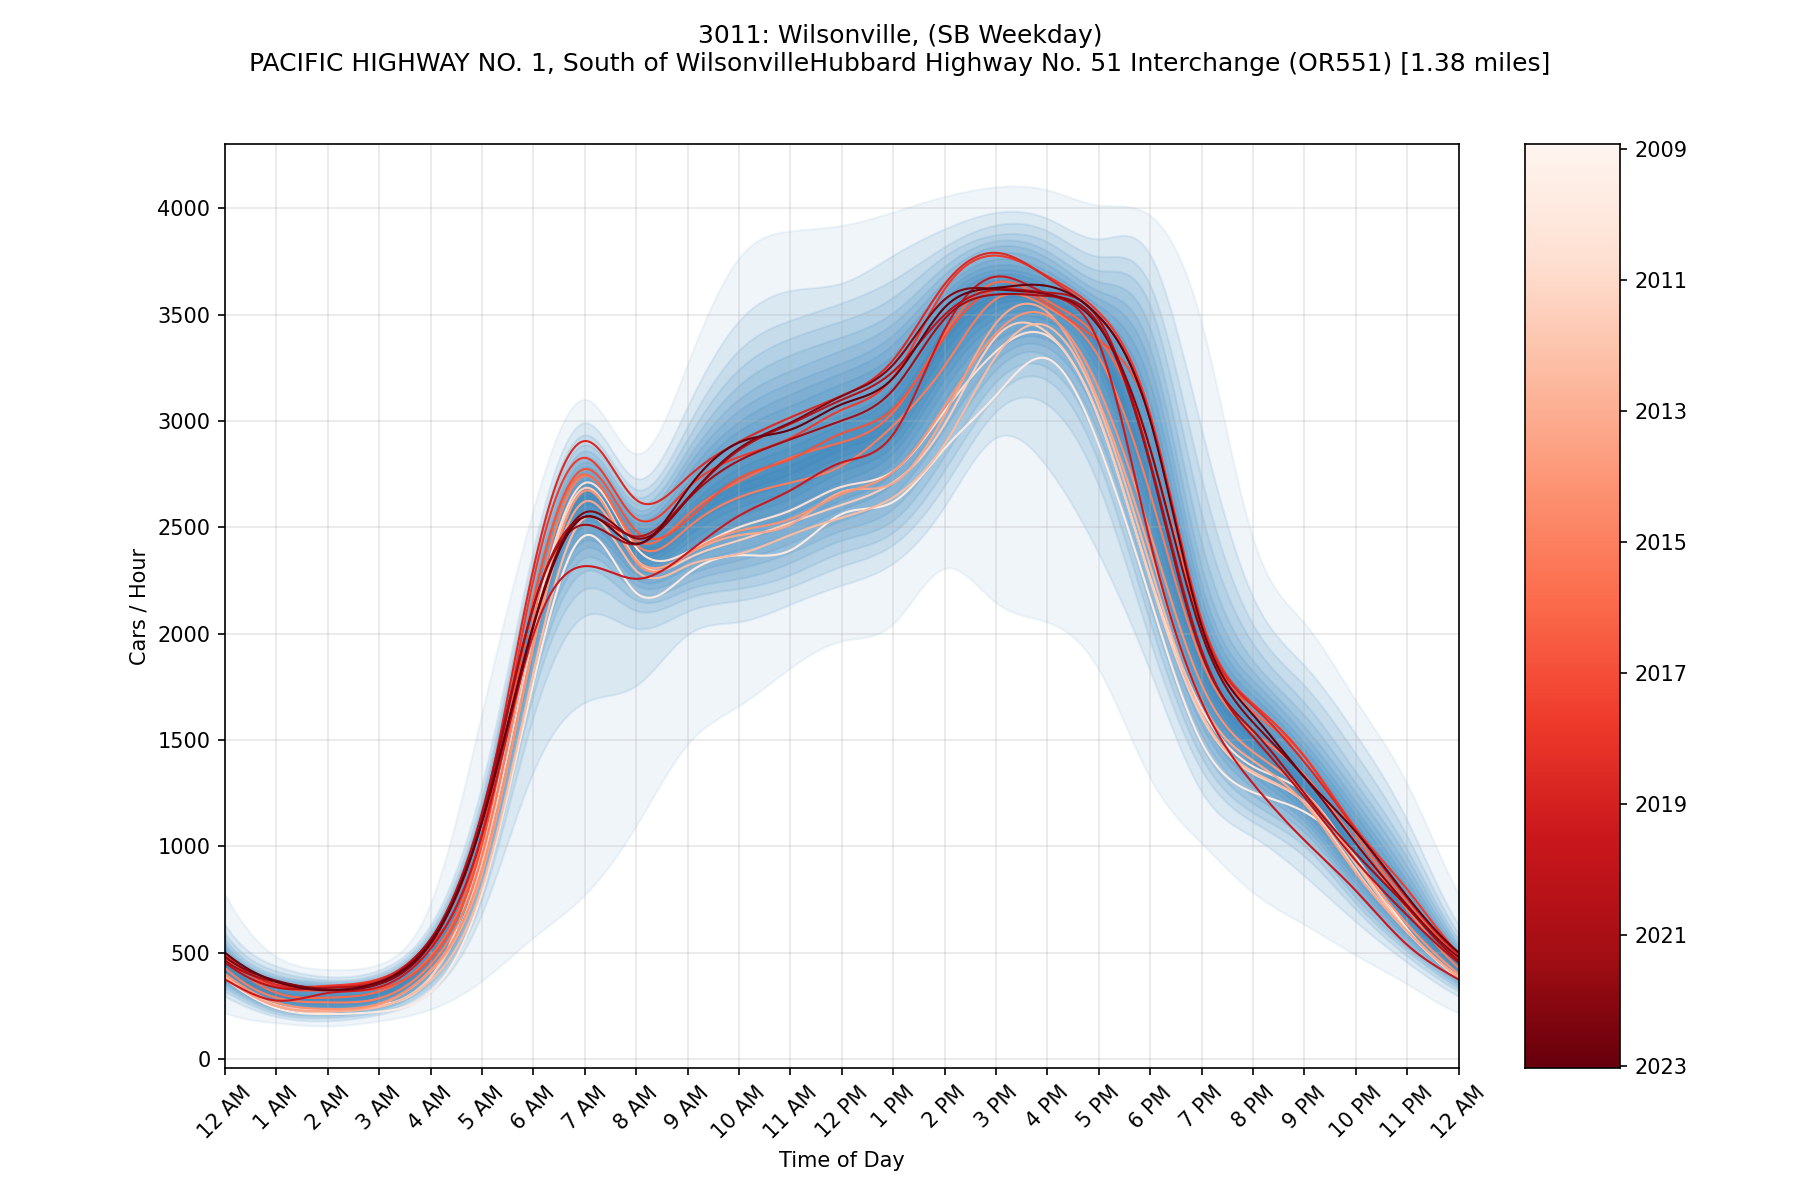 3011: Wilsonville, (SB Weekday)
PACIFIC HIGHWAY NO. 1, South of WilsonvilleHubbard Highway No. 51 Interchange (OR551) [1.38 miles]
Cars / Hour
4000
3500
3000
2500
2000
1500
1000
500
0
12 AM
1 AM
2 AM
3 AM
4 AM
5 AM
6 AM
7 AM
8 AM
9 AM
10 AM
11 AM
12 PM
1 PM
2 PM
3 PM
4 PM
5 PM
6 PM
7 PM
8 PM
9 PM
10 PM
11 PM
12 AM
Time of Day
2009
2011
2013
2015
2017
2019
2021
2023